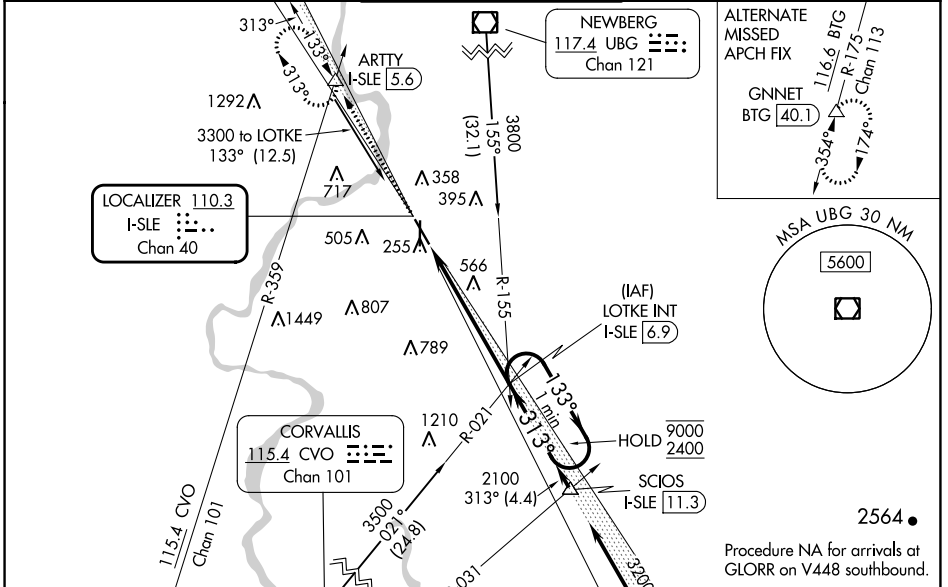 313°
133°
313°
ARTTY
I-SLE 5.6
1292
3300 to LOTKE
133° (12.5)
717
NEWBERG
117.4 UBG
Chan 121
3800
155°
(32.1)
358
395
LOCALIZER 110.3
I-SLE
Chan 40
505
255
566
R-155
R-359
1449
807
789
(IAF)
LOTKE INT
I-SLE 6.9
133°
1 min
313°
HOLD 9000
2400
1210
R-021
CORVALLIS
115.4 CVO
Chan 101
2100
313° (4.4)
SCIOS
I-SLE 11.3
3500
021°
(24.8)
115.4 CVO
Chan 101
-031
3200
ALTERNATE
MISSED
APCH FIX
116.6 BTG
R-175
Chan 113
GNNET
BTG 40.1
354°
174°
MSA UBG 30 NM
5600
2564
Procedure NA for arrivals at
GLORR on V448 southbound.